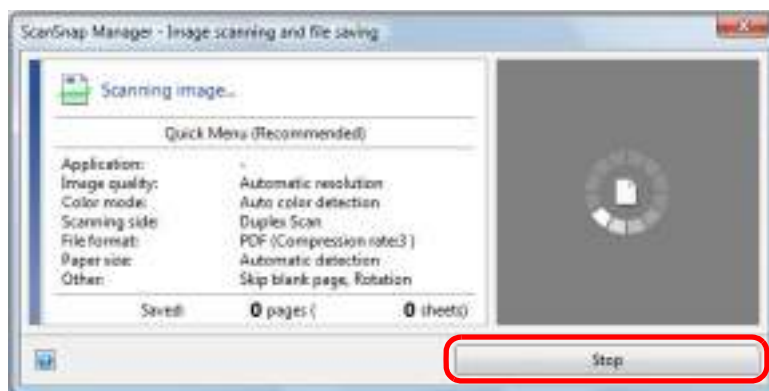 ScanSnap Manager - Image scanning and file saving
Scanning image...
Quick Menu (Recommended)
Application: -
Image quality: Automatic resolution
Color mode: Auto color detection
Scanning side: Duplex Scan
File format: PDF (Compression rate:3 )
Paper size: Automatic detection
Other: Skip blank page, Rotation
Saved: 0 pages ( 0 sheets)
Stop